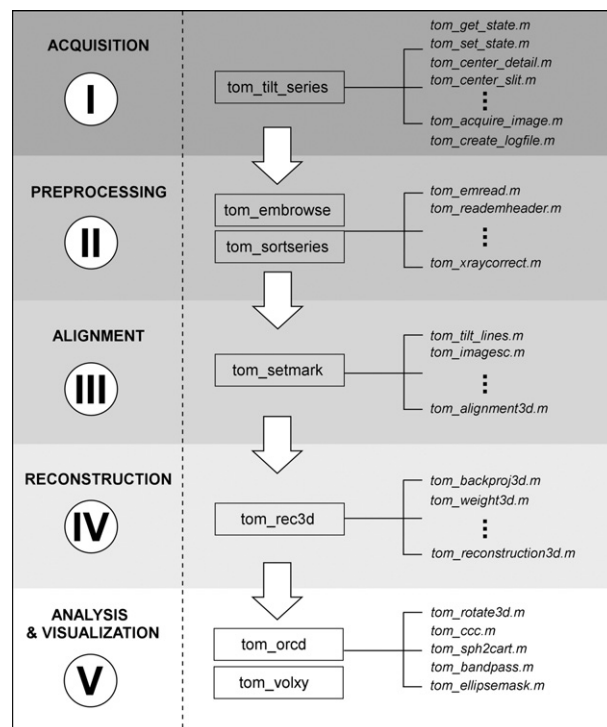 ACQUISITION
I
tom_tilt_series
tom_get_state.m
tom_set_state.m
tom_center_detail.m
tom_center_slit.m
tom_acquire_image.m
tom_create_logfile.m
PREPROCESSING
II
tom_embrowse
tom_sortseries
tom_emread.m
tom_reademheader.m
tom_xraycorrect.m
ALIGNMENT
III
tom_setmark
tom_tilt_lines.m
tom_imagesc.m
tom_alignment3d.m
RECONSTRUCTION
IV
tom_rec3d
tom_backproj3d.m
tom_weight3d.m
tom_reconstruction3d.m
ANALYSIS
& VISUALIZATION
V
tom_orcd
tom_volxy
tom_rotate3d.m
tom_ccc.m
tom_sph2cart.m
tom_bandpass.m
tom_ellipsemask.m